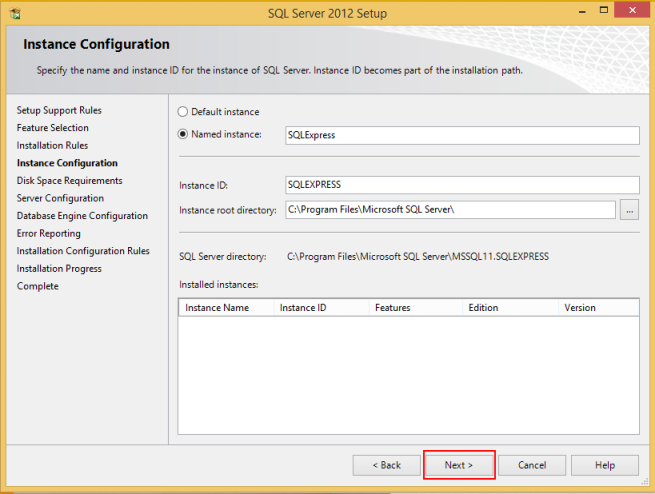 SQL Server 2012 Setup
Instance Configuration
Specify the name and instance ID for the instance of SQL Server. Instance ID becomes part of the installation path.
Setup Support Rules
Feature Selection
Installation Rules
Instance Configuration
Disk Space Requirements
Server Configuration
Database Engine Configuration
Error Reporting
Installation Configuration Rules
Installation Progress
Complete
Default instance
Named instance: SQLExpress
Instance ID: SQLEXPRESS
Instance root directory: C:\Program Files\Microsoft SQL Server\ ...
SQL Server directory: C:\Program Files\Microsoft SQL Server\MSSQL11.SQLEXPRESS
Installed instances:
Instance Name Instance ID Features Edition Version
< Back Next > Cancel Help